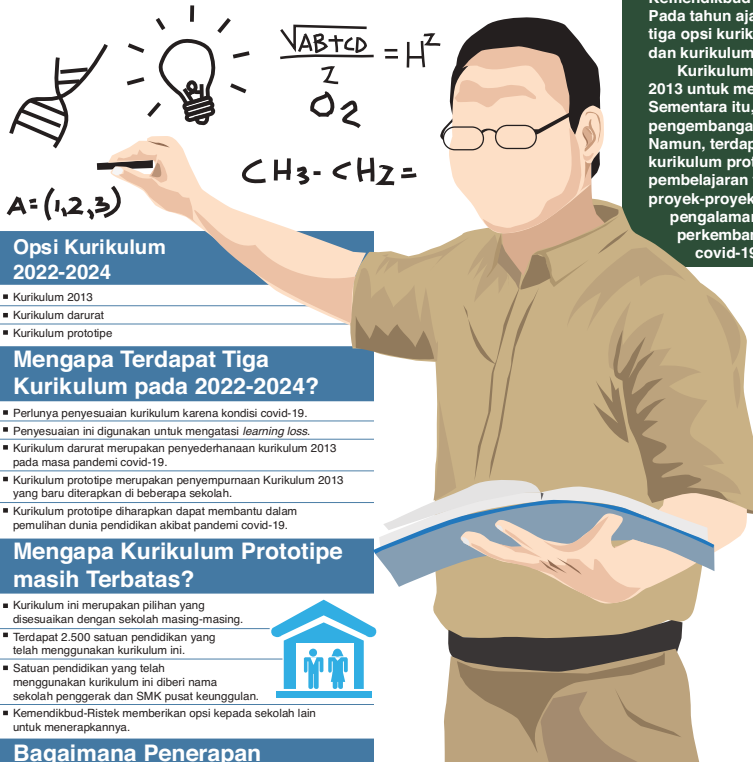 √AB+CD / Z = H^Z
O2
CH3-CHZ=
A=(1,2,3)
Kemendikbud
Pada tahun aja
tiga opsi kurik
dan kurikulum
Kurikulum
2013 untuk me
Sementara itu,
pengembanga
Namun, terdap
kurikulum prot
pembelajaran
proyek-proyek
pengalaman
perkembar
covid-19
Opsi Kurikulum
2022-2024
Kurikulum 2013
Kurikulum darurat
Kurikulum prototipe
Mengapa Terdapat Tiga
Kurikulum pada 2022-2024?
Perlunya penyesuaian kurikulum karena kondisi covid-19.
Penyesuaian ini digunakan untuk mengatasi learning loss.
Kurikulum darurat merupakan penyederhanaan kurikulum 2013
pada masa pandemi covid-19.
Kurikulum prototipe merupakan penyempurnaan Kurikulum 2013
yang baru diterapkan di beberapa sekolah.
Kurikulum prototipe diharapkan dapat membantu dalam
pemulihan dunia pendidikan akibat pandemi covid-19.
Mengapa Kurikulum Prototipe
masih Terbatas?
Kurikulum ini merupakan pilihan yang
disesuaikan dengan sekolah masing-masing.
Terdapat 2.500 satuan pendidikan yang
telah menggunakan kurikulum ini.
Satuan pendidikan yang telah
menggunakan kurikulum ini diberi nama
sekolah penggerak dan SMK pusat keunggulan.
Kemendikbud-Ristek memberikan opsi kepada sekolah lain
untuk menerapkannya.
Bagaimana Penerapan